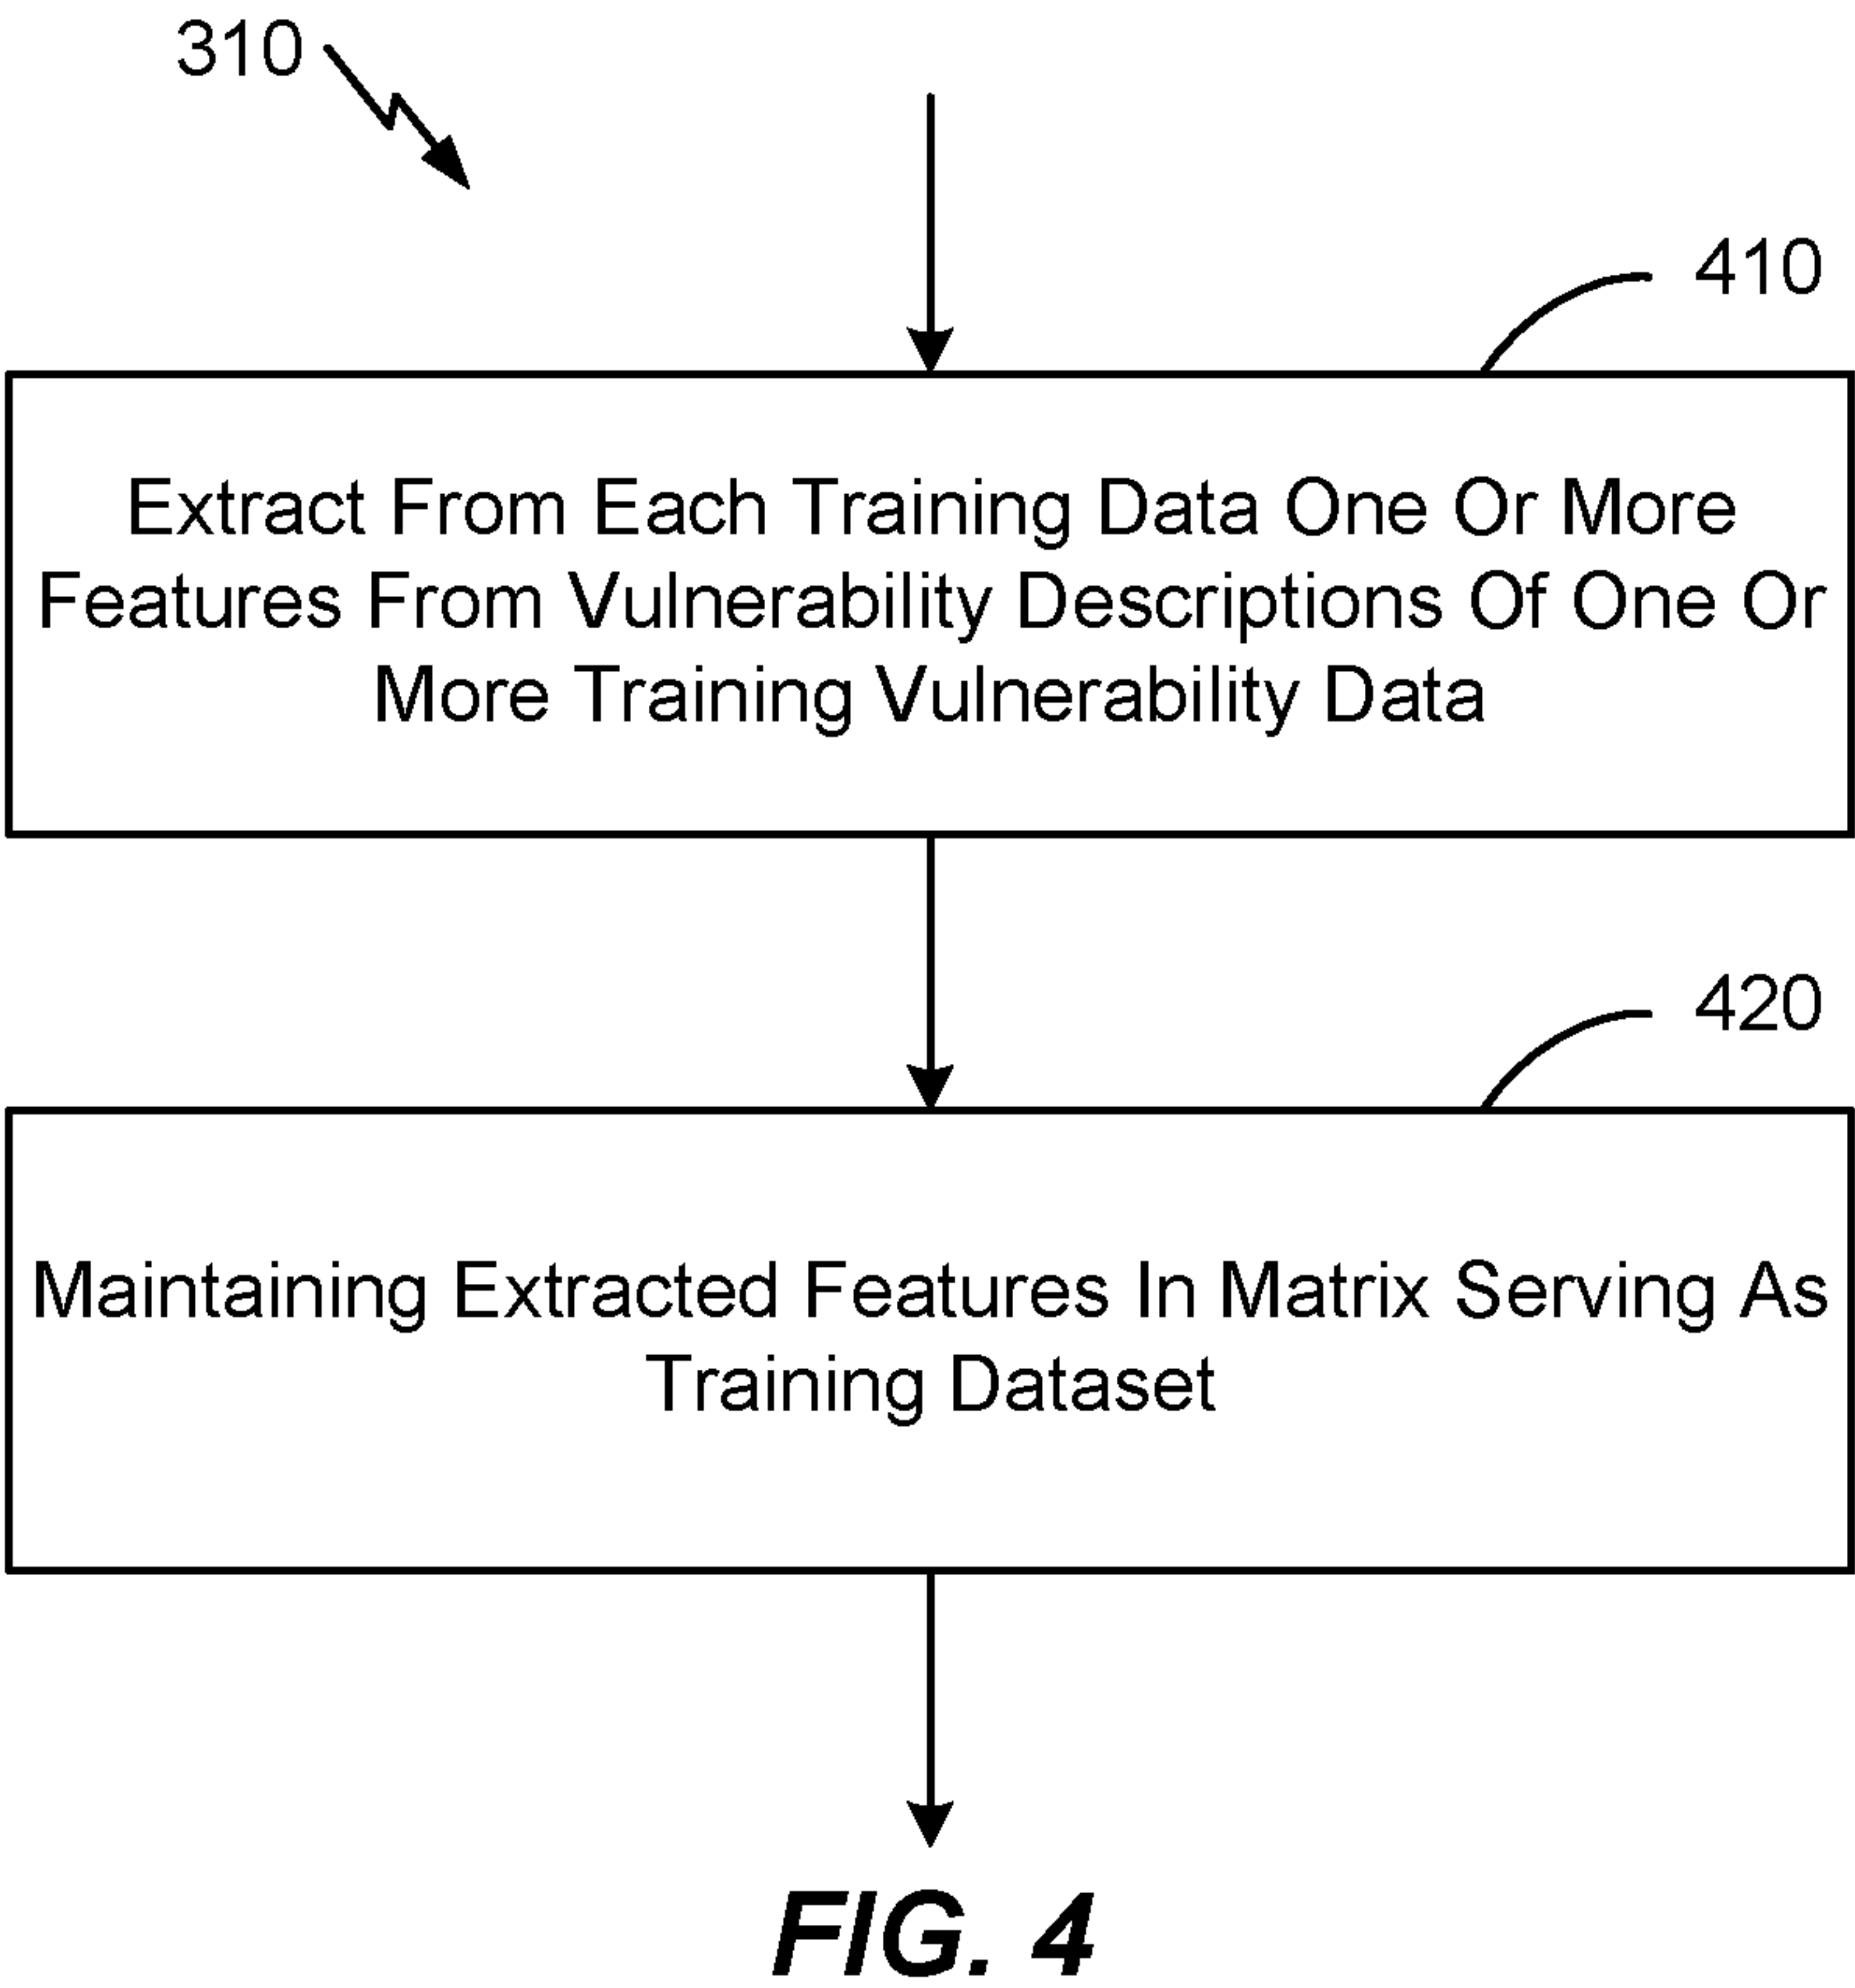 310
410
Extract From Each Training Data One Or More
Features From Vulnerability Descriptions Of One Or
More Training Vulnerability Data
420
Maintaining Extracted Features In Matrix Serving As
Training Dataset
FIG. 4